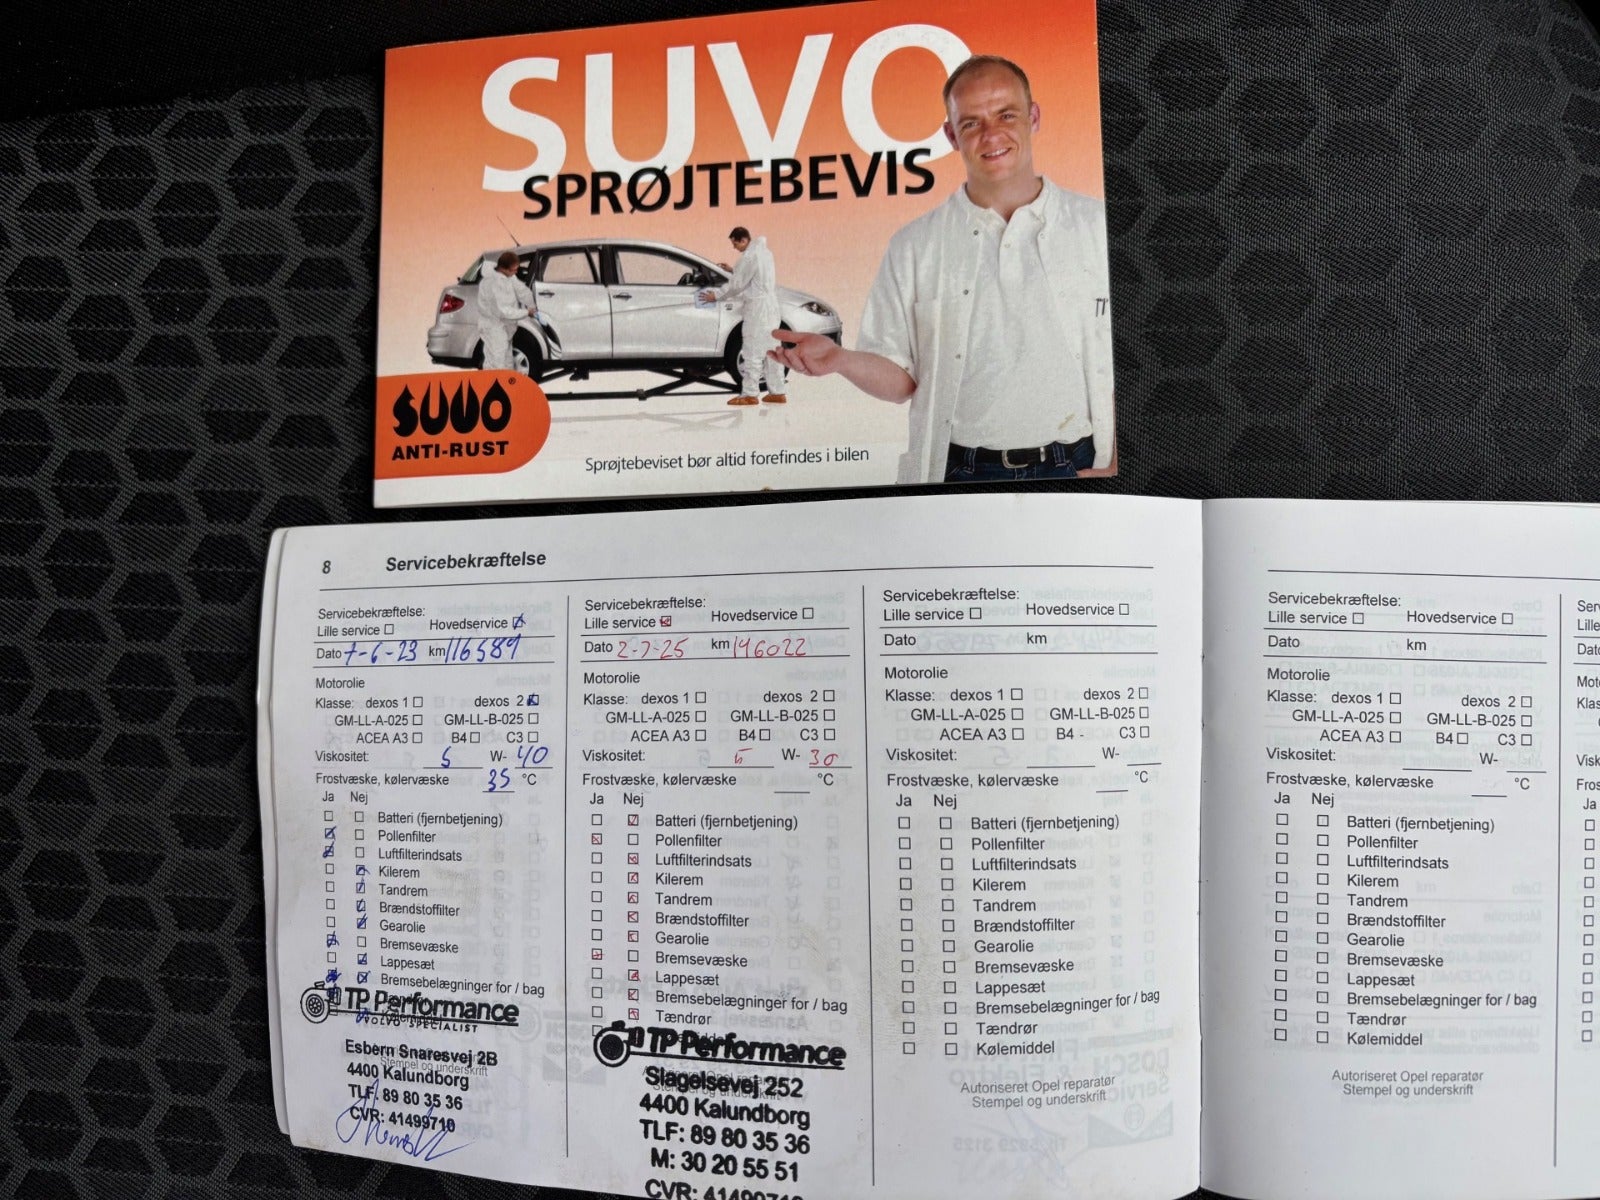 SUVO
SPRØJTEBEVIS
SUVO®
ANTI-RUST
Sprøjtebeviset bør altid forefindes i bilen
8 Servicebekræftelse
Servicebekræftelse:
Lille service ☐ Hovedservice ☒
Dato 7-6-23 km 116589
Motorolie
Klasse: dexos 1 ☐ dexos 2 ☒
GM-LL-A-025 ☐ GM-LL-B-025 ☐
ACEA A3 ☐ B4 ☐ C3 ☐
Viskositet: 5 W- 40
Frostvæske, kølervæske 35 °C
Ja Nej
Batteri (fjernbetjening)
Pollenfilter
Luftfilterindsats
Kilerem
Tandrem
Brændstoffilter
Gearolie
Bremsevæske
Lappesæt
Bremsebelægninger for / bag
TP Performance
VOLVO SPECIALIST
Esbern Snaresvej 2B
Stempel og underskrift
4400 Kalundborg
TLF. 89 80 35 36
CVR: 41499710
Servicebekræftelse:
Lille service ☒ Hovedservice ☐
Dato 2-7-25 km 146022
Motorolie
Klasse: dexos 1 ☐ dexos 2 ☐
GM-LL-A-025 ☐ GM-LL-B-025 ☐
ACEA A3 ☐ B4 ☐ C3 ☐
Viskositet: 5 W- 30
Frostvæske, kølervæske °C
Ja Nej
Batteri (fjernbetjening)
Pollenfilter
Luftfilterindsats
Kilerem
Tandrem
Brændstoffilter
Gearolie
Bremsevæske
Lappesæt
Bremsebelægninger for / bag
Tændrør
TP Performance
Slagelsevej 252
4400 Kalundborg
TLF: 89 80 35 36
M: 30 20 55 51
CVR: 41499710
Servicebekræftelse:
Lille service ☐ Hovedservice ☐
Dato km
Motorolie
Klasse: dexos 1 ☐ dexos 2 ☐
GM-LL-A-025 ☐ GM-LL-B-025 ☐
ACEA A3 ☐ B4 C3 ☐
Viskositet: W-
Frostvæske, kølervæske °C
Ja Nej
☐ ☐ Batteri (fjernbetjening)
☐ ☐ Pollenfilter
☐ ☐ Luftfilterindsats
☐ ☐ Kilerem
☐ ☐ Tandrem
☐ ☐ Brændstoffilter
☐ ☐ Gearolie
☐ ☐ Bremsevæske
☐ ☐ Lappesæt
☐ ☐ Bremsebelægninger for / bag
☐ ☐ Tændrør
☐ ☐ Kølemiddel
Autoriseret Opel reparatør
Stempel og underskrift
Servicebekræftelse:
Lille service ☐ Hovedservice ☐
Dato km
Motorolie
Klasse: dexos 1 ☐ dexos 2 ☐
GM-LL-A-025 ☐ GM-LL-B-025 ☐
ACEA A3 ☐ B4 ☐ C3 ☐
Viskositet: W-
Frostvæske, kølervæske °C
Ja Nej
☐ ☐ Batteri (fjernbetjening)
☐ ☐ Pollenfilter
☐ ☐ Luftfilterindsats
☐ ☐ Kilerem
☐ ☐ Tandrem
☐ ☐ Brændstoffilter
☐ ☐ Gearolie
☐ ☐ Bremsevæske
☐ ☐ Lappesæt
☐ ☐ Bremsebelægninger for / bag
☐ ☐ Tændrør
☐ ☐ Kølemiddel
Autoriseret Opel reparatør
Stempel og underskrift